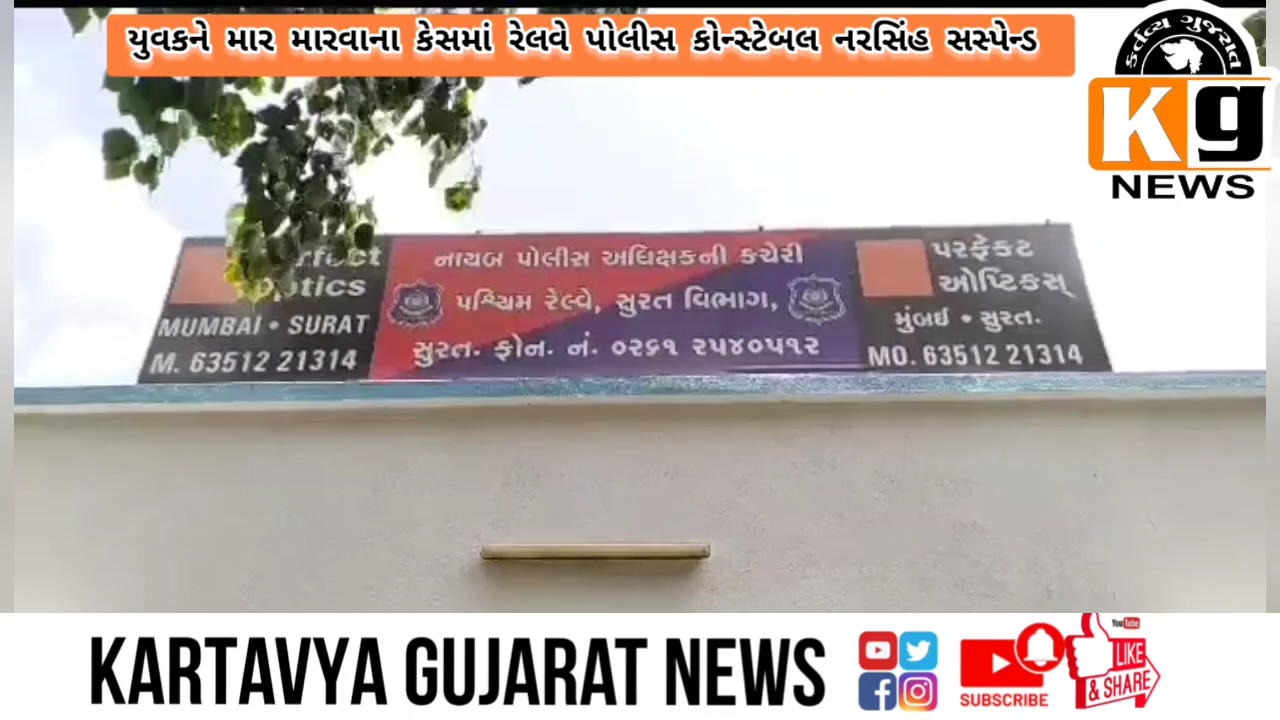 યુવકને માર મારવાના કેસમાં રેલવે પોલીસ કોન્સ્ટેબલ નરસિંહ સસ્પેન્ડ
કર્તવ્ય ગુજરાત
Kg
NEWS
નાયબ પોલીસ અધિક્ષકની કચેરી
પશ્ચિમ રેલ્વે, સુરત વિભાગ,
સુરત. ફોન. નં. ૦૨૬૧ ૨૫૪૦૫૧૨
MUMBAI • SURAT
M. 63512 21314
પરફેકટ
ઓપ્ટિકસ્
મુંબઈ • સુરત.
MO. 63512 21314
KARTAVYA GUJARAT NEWS
SUBSCRIBE
YouTube
LIKE
& SHARE